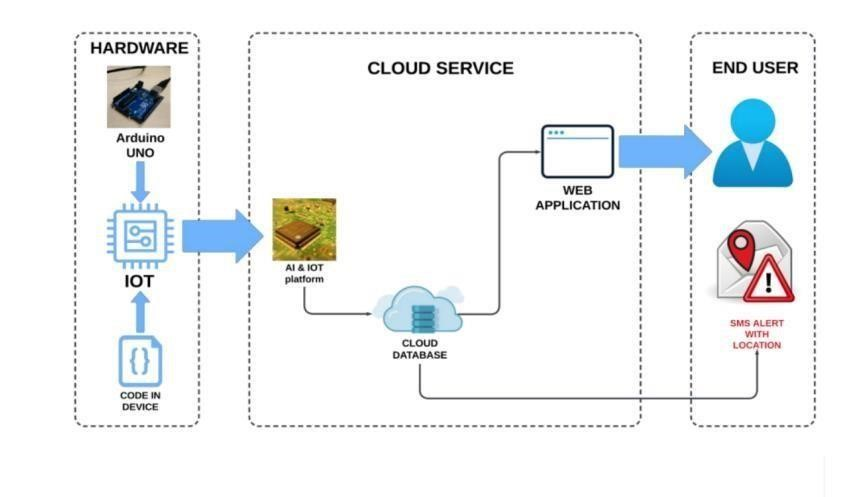 HARDWARE
Arduino
UNO
IOT
CODE IN
DEVICE
CLOUD SERVICE
AI & IOT
platform
CLOUD
DATABASE
WEB
APPLICATION
END USER
SMS ALERT
WITH
LOCATION